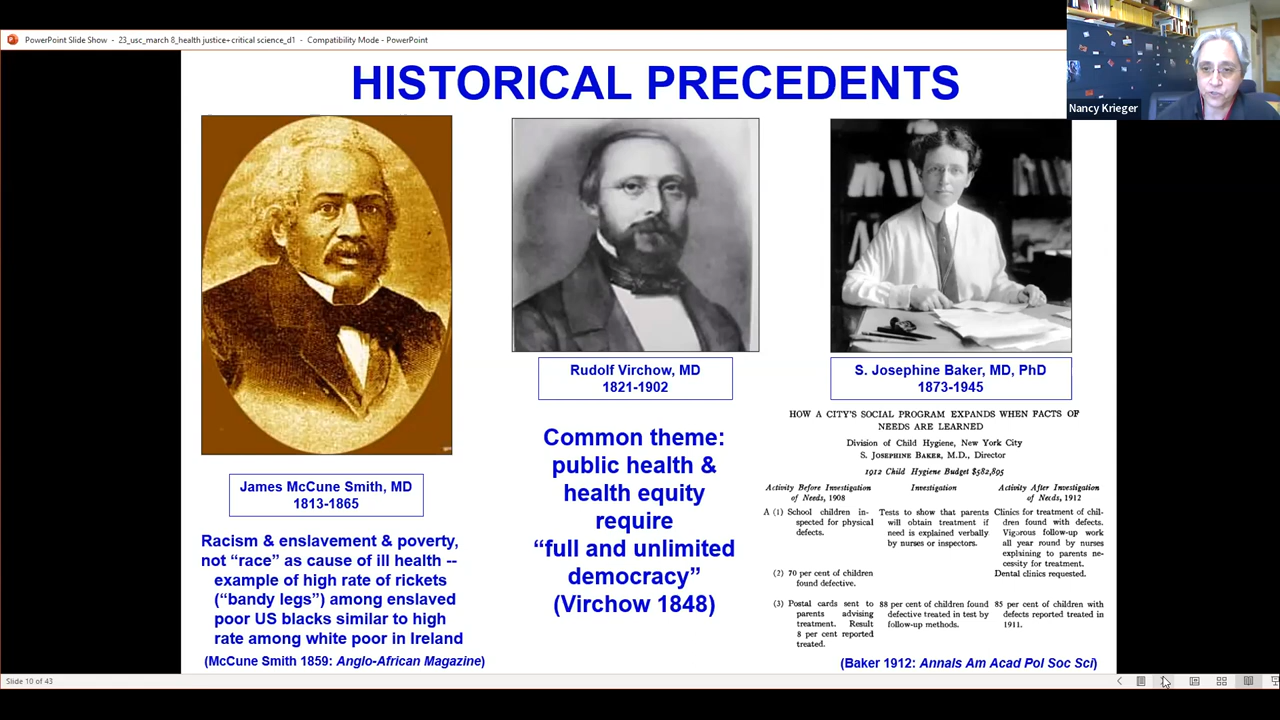 PowerPoint Slide Show - 23_usc_march 8_health justice+critical science_d1 - Compatibility Mode - PowerPoint
Nancy Krieger
HISTORICAL PRECEDENTS
James McCune Smith, MD
1813-1865
Racism & enslavement & poverty,
not “race” as cause of ill health --
example of high rate of rickets
(“bandy legs”) among enslaved
poor US blacks similar to high
rate among white poor in Ireland
(McCune Smith 1859: Anglo-African Magazine)
Rudolf Virchow, MD
1821-1902
Common theme:
public health &
health equity
require
“full and unlimited
democracy”
(Virchow 1848)
S. Josephine Baker, MD, PhD
1873-1945
HOW A CITY'S SOCIAL PROGRAM EXPANDS WHEN FACTS OF
NEEDS ARE LEARNED
Division of Child Hygiene, New York City
S. JOSEPHINE BAKER, M.D., Director
1912 Child Hygiene Budget $582,895
Activity Before Investigation
of Needs, 1908
Investigation
Activity After Investigation
of Needs, 1912
A (1) School children in-
spected for physical
defects.
Tests to show that parents
will obtain treatment if
need is explained verbally
by nurses or inspectors.
Clinics for treatment of chil-
dren found with defects.
Vigorous follow-up work
all year round by nurses
explaining to parents ne-
cessity for treatment.
Dental clinics requested.
(2) 70 per cent of children
found defective.
(3) Postal cards sent to
parents advising
treatment. Result
8 per cent reported
treated.
88 per cent of children found
defective treated in test by
follow-up methods.
85 per cent of children with
defects reported treated in
1911.
(Baker 1912: Annals Am Acad Pol Soc Sci)
Slide 10 of 43